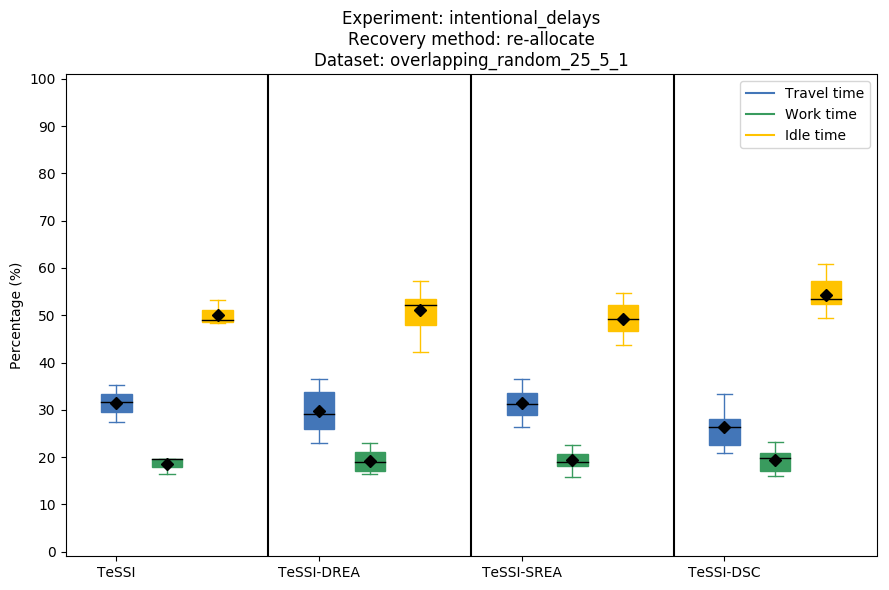 Experiment: intentional_delays
Recovery method: re-allocate
Dataset: overlapping_random_25_5_1
Percentage (%)
100
90
80
70
60
50
40
30
20
10
0
Travel time
Work time
Idle time
TeSSI
TeSSI-DREA
TeSSI-SREA
TeSSI-DSC